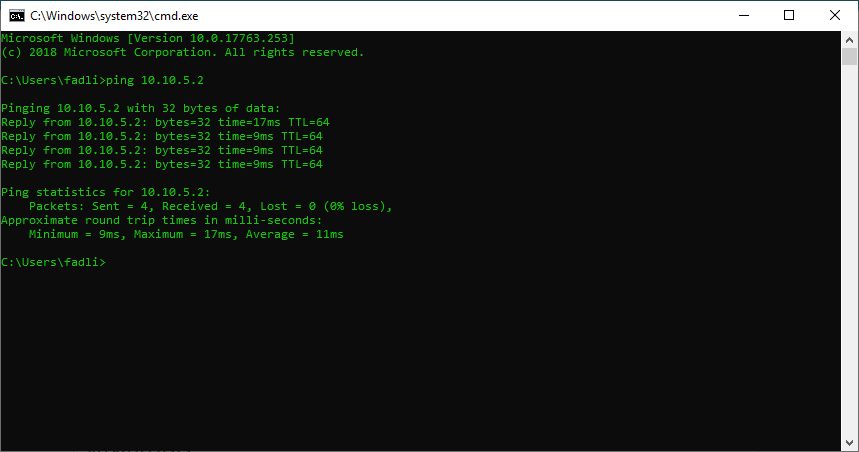 C:\Windows\system32\cmd.exe
Microsoft Windows [Version 10.0.17763.253]
(c) 2018 Microsoft Corporation. All rights reserved.
C:\Users\fadli>ping 10.10.5.2
Pinging 10.10.5.2 with 32 bytes of data:
Reply from 10.10.5.2: bytes=32 time=17ms TTL=64
Reply from 10.10.5.2: bytes=32 time=9ms TTL=64
Reply from 10.10.5.2: bytes=32 time=9ms TTL=64
Reply from 10.10.5.2: bytes=32 time=9ms TTL=64
Ping statistics for 10.10.5.2:
    Packets: Sent = 4, Received = 4, Lost = 0 (0% loss),
Approximate round trip times in milli-seconds:
    Minimum = 9ms, Maximum = 17ms, Average = 11ms
C:\Users\fadli>